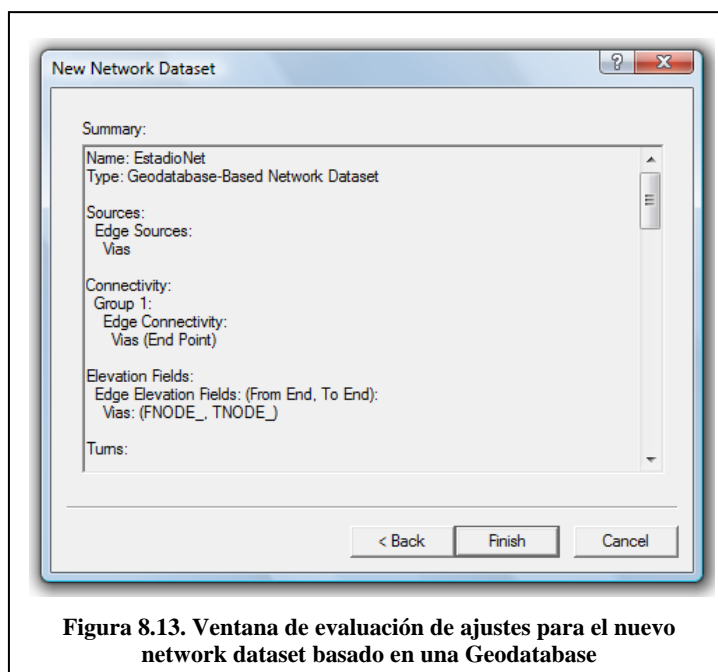 New Network Dataset
Summary:
Name: EstadioNet
Type: Geodatabase-Based Network Dataset
Sources:
Edge Sources:
Vias
Connectivity:
Group 1:
Edge Connectivity:
Vias (End Point)
Elevation Fields:
Edge Elevation Fields: (From End, To End):
Vias: (FNODE_, TNODE_)
Turns:
< Back
Finish
Cancel
Figura 8.13. Ventana de evaluación de ajustes para el nuevo
network dataset basado en una Geodatabase